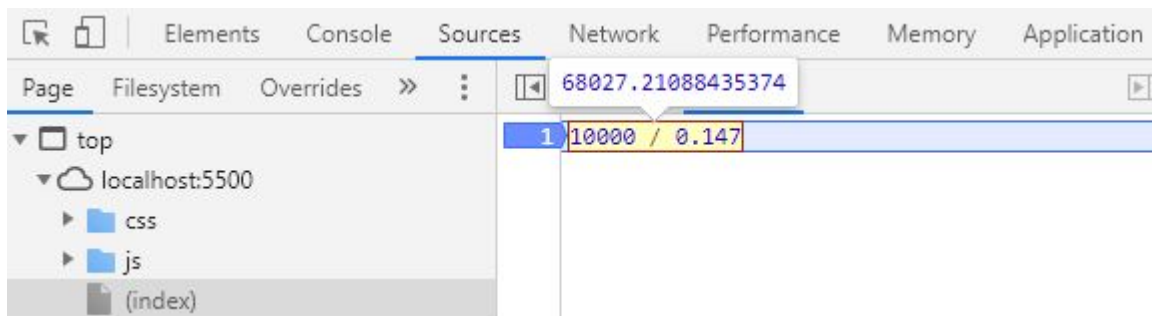 Elements Console Sources Network Performance Memory Application
Page Filesystem Overrides »
68027.21088435374
top
1 10000 / 0.147
localhost:5500
css
js
(index)